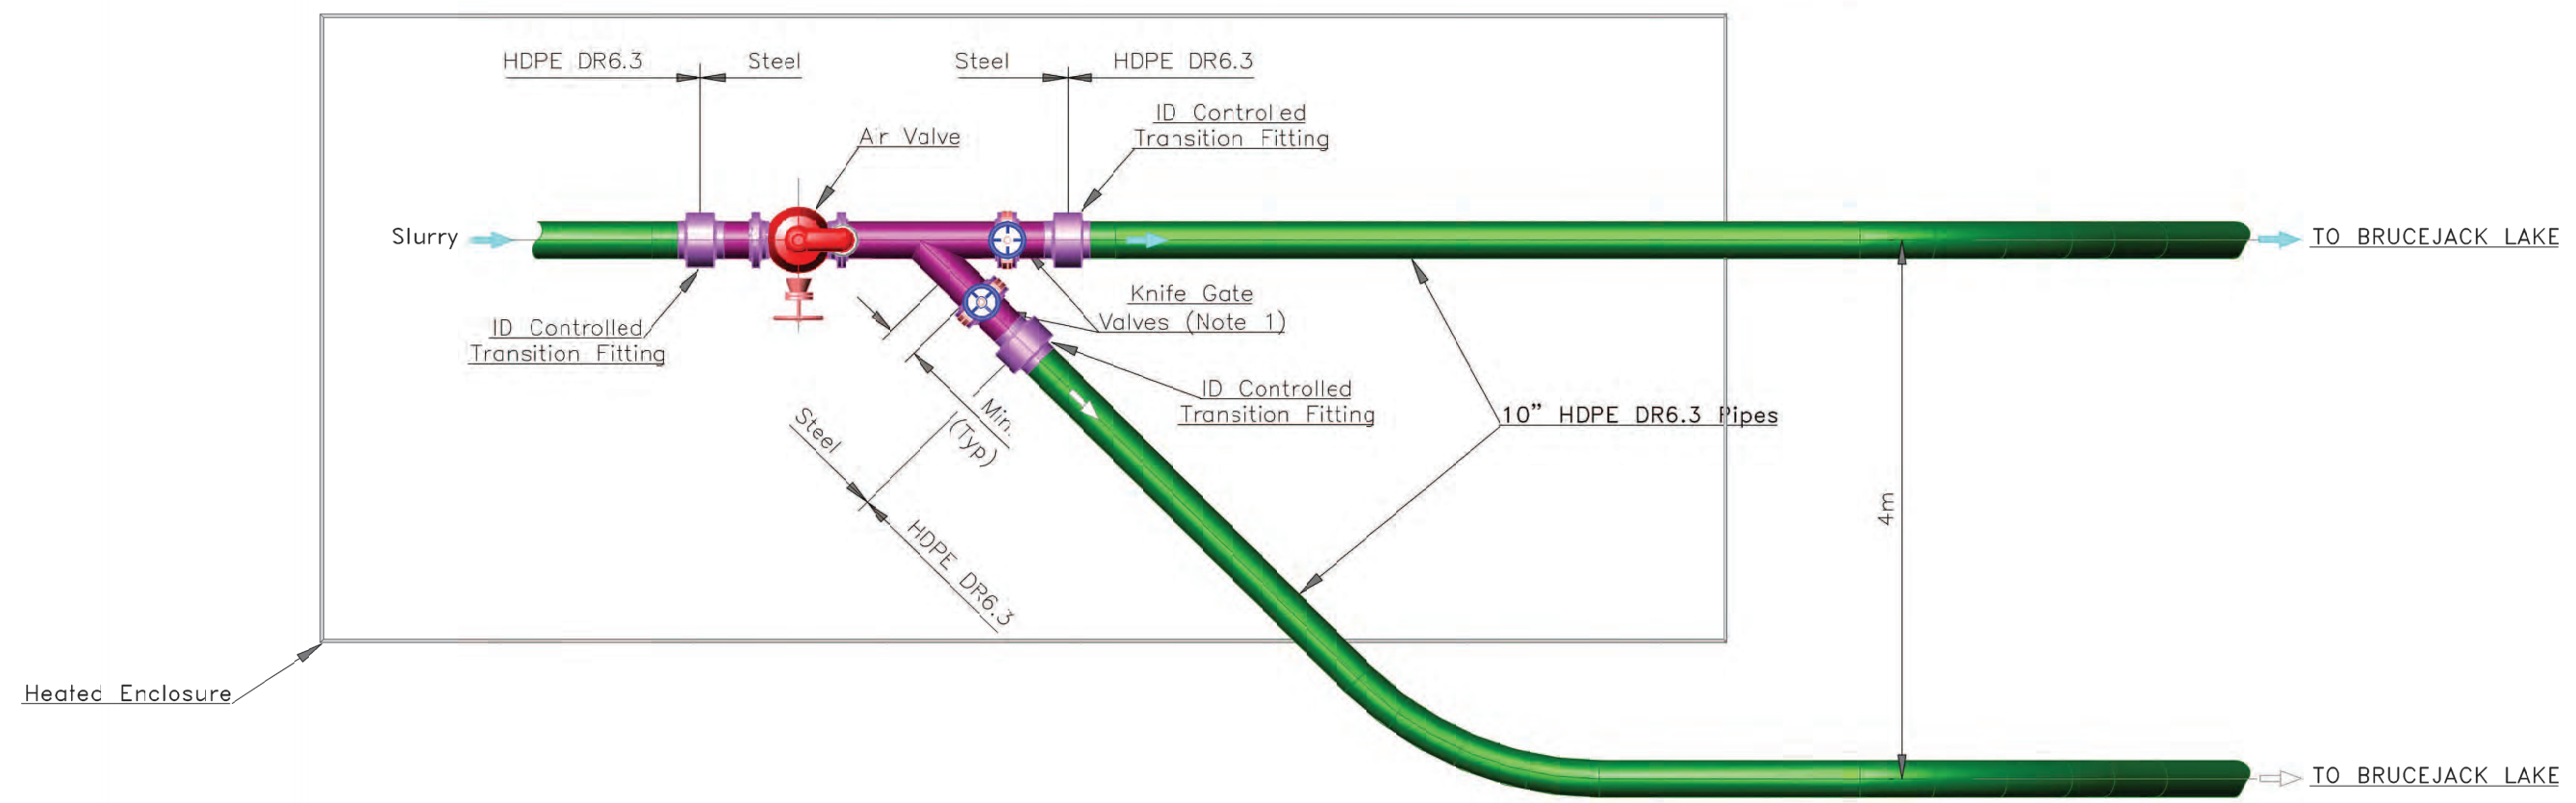 HDPE DR6.3
Steel
Steel
HDPE DR6.3
ID Controlled
Transition Fitting
Air Valve
Slurry
TO BRUCEJACK LAKE
Knife Gate
Valves (Note 1)
ID Controlled
Transition Fitting
ID Controlled
Transition Fitting
10" HDPE DR6.3 Pipes
Min.
(Typ)
Steel
HDPE DR6.3
4m
Heated Enclosure
TO BRUCEJACK LAKE